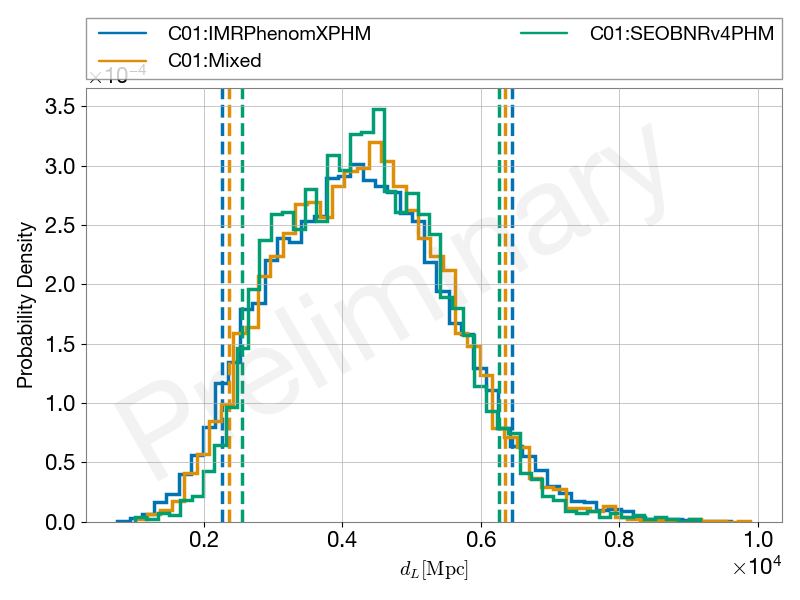 C01:IMRPhenomXPHM C01:SEOBNRv4PHM
C01:Mixed
×10⁻⁴
3.5
3.0
2.5
2.0
1.5
1.0
0.5
0.0
Probability Density
Preliminary
0.2 0.4 0.6 0.8 1.0
×10⁴
d_L[Mpc]